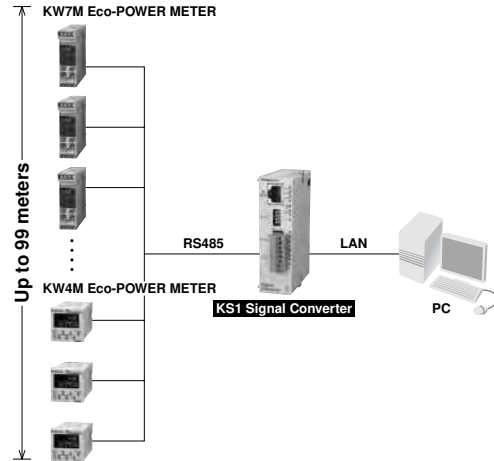 KW7M Eco-POWER METER
Up to 99 meters
RS485
LAN
KW4M Eco-POWER METER
KS1 Signal Converter
PC